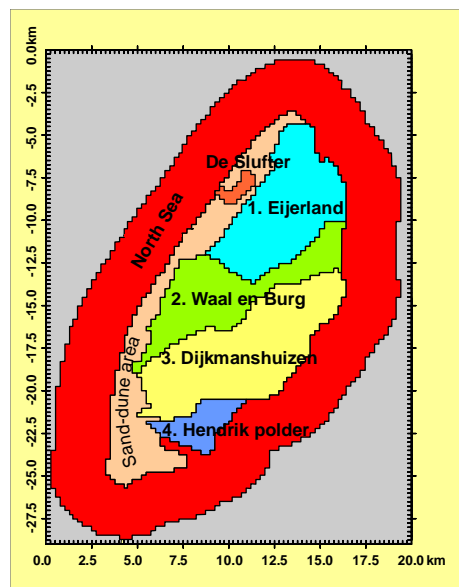 0.0km
-2.5
-5.0
De Slufter
-7.5
1. Eijerland
-10.0
North Sea
-12.5
2. Waal en Burg
-15.0
-17.5
3. Dijkmanshuizen
Sand-dune area
-20.0
-22.5
4. Hendrik polder
-25.0
-27.5
0.0 2.5 5.0 7.5 10.0 12.5 15.0 17.5 20.0 km